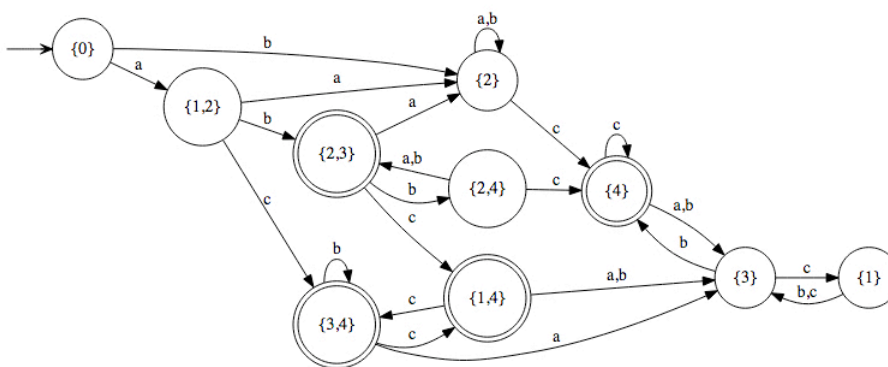 a,b
{0}
b
a
a
{2}
{1,2}
b
a
c
c
{2,3}
a,b
{2,4}
c
{4}
b
c
c
a,b
b
b
{3,4}
c
c
{1,4}
a,b
{3}
c
{1}
b,c
a